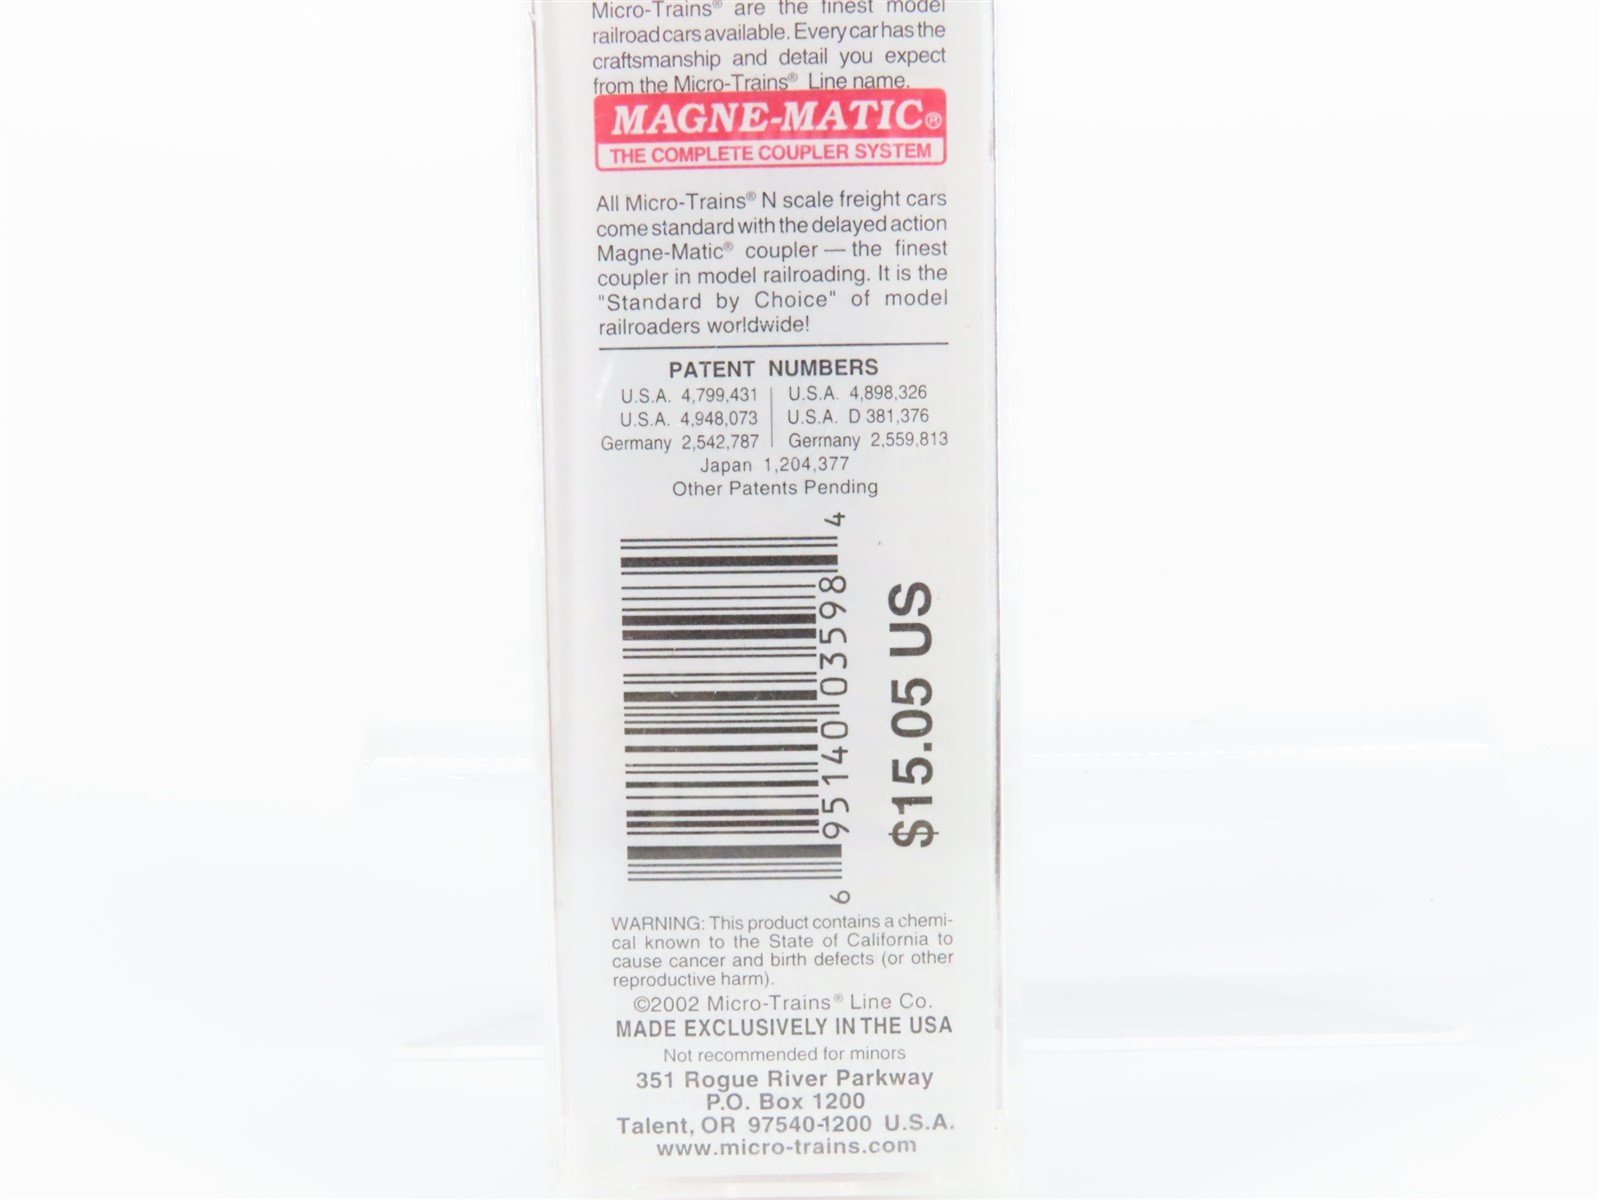 Micro-Trains® are the finest model
railroad cars available. Every car has the
craftsmanship and detail you expect
from the Micro-Trains® Line name.
MAGNE-MATIC®
THE COMPLETE COUPLER SYSTEM
All Micro-Trains® N scale freight cars
come standard with the delayed action
Magne-Matic® coupler — the finest
coupler in model railroading. It is the
"Standard by Choice" of model
railroaders worldwide!
PATENT NUMBERS
U.S.A. 4,799,431 | U.S.A. 4,898,326
U.S.A. 4,948,073 | U.S.A. D 381,376
Germany 2,542,787 | Germany 2,559,813
Japan 1,204,377
Other Patents Pending
6 95140 03598 4
$15.05 US
WARNING: This product contains a chemi-
cal known to the State of California to
cause cancer and birth defects (or other
reproductive harm).
©2002 Micro-Trains® Line Co.
MADE EXCLUSIVELY IN THE USA
Not recommended for minors
351 Rogue River Parkway
P.O. Box 1200
Talent, OR 97540-1200 U.S.A.
www.micro-trains.com